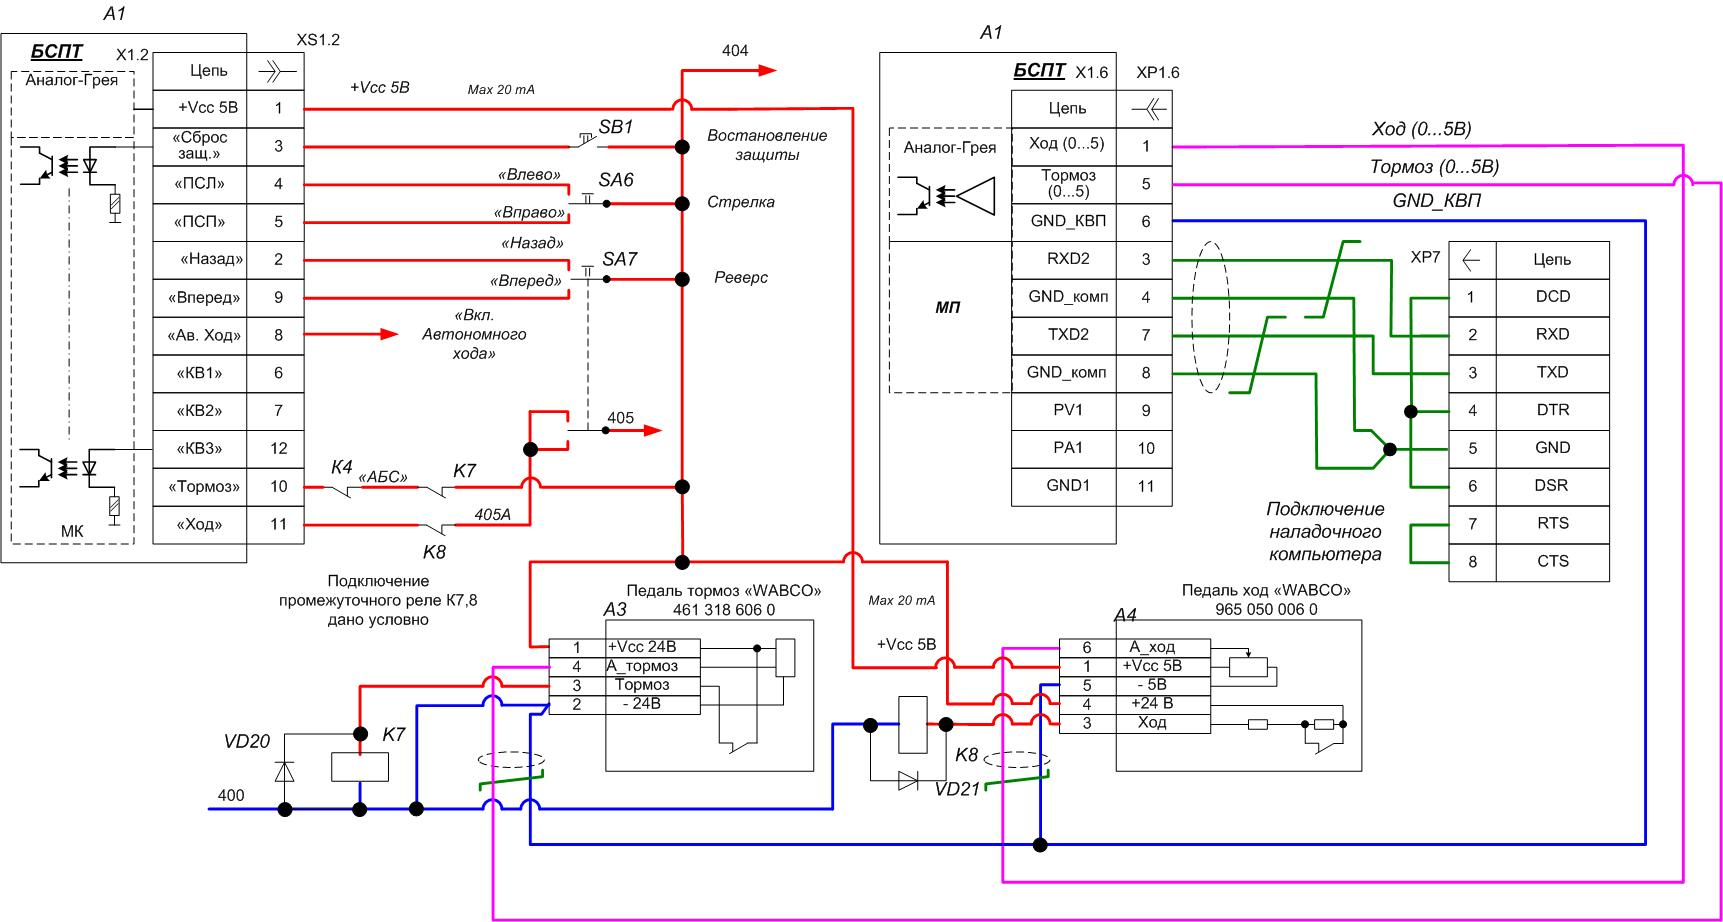 A1
БСПТ
X1.2
XS1.2
Аналог-Грея
Цепь
+Vcc 5В
1
«Сброс
защ.»
3
«ПСЛ»
4
«ПСП»
5
«Назад»
2
«Вперед»
9
«Ав. Ход»
8
«КВ1»
6
«КВ2»
7
«КВ3»
12
«Тормоз»
10
«Ход»
11
МК
+Vcc 5В
Max 20 mA
404
SB1
Востановление
защиты
«Влево»
SA6
«Вправо»
Стрелка
«Назад»
SA7
«Вперед»
Реверс
«Вкл.
Автономного
хода»
405
К4
«АБС»
K7
405А
K8
Подключение
промежуточного реле К7,8
дано условно
A1
БСПТ
X1.6
XP1.6
Цепь
Аналог-Грея
Ход (0...5)
1
Тормоз
(0...5)
5
GND_КВП
6
МП
RXD2
3
GND_комп
4
TXD2
7
GND_комп
8
PV1
9
PA1
10
GND1
11
Ход (0...5В)
Тормоз (0...5В)
GND_КВП
XP7
Цепь
1
DCD
2
RXD
3
TXD
4
DTR
5
GND
6
DSR
7
RTS
8
CTS
Подключение
наладочного
компьютера
Педаль тормоз «WABCO»
461 318 606 0
A3
1
+Vcc 24В
4
А_тормоз
3
Тормоз
2
- 24В
VD20
K7
400
Max 20 mA
+Vcc 5В
K8
VD21
Педаль ход «WABCO»
965 050 006 0
A4
6
А_ход
1
+Vcc 5В
5
- 5В
4
+24 В
3
Ход